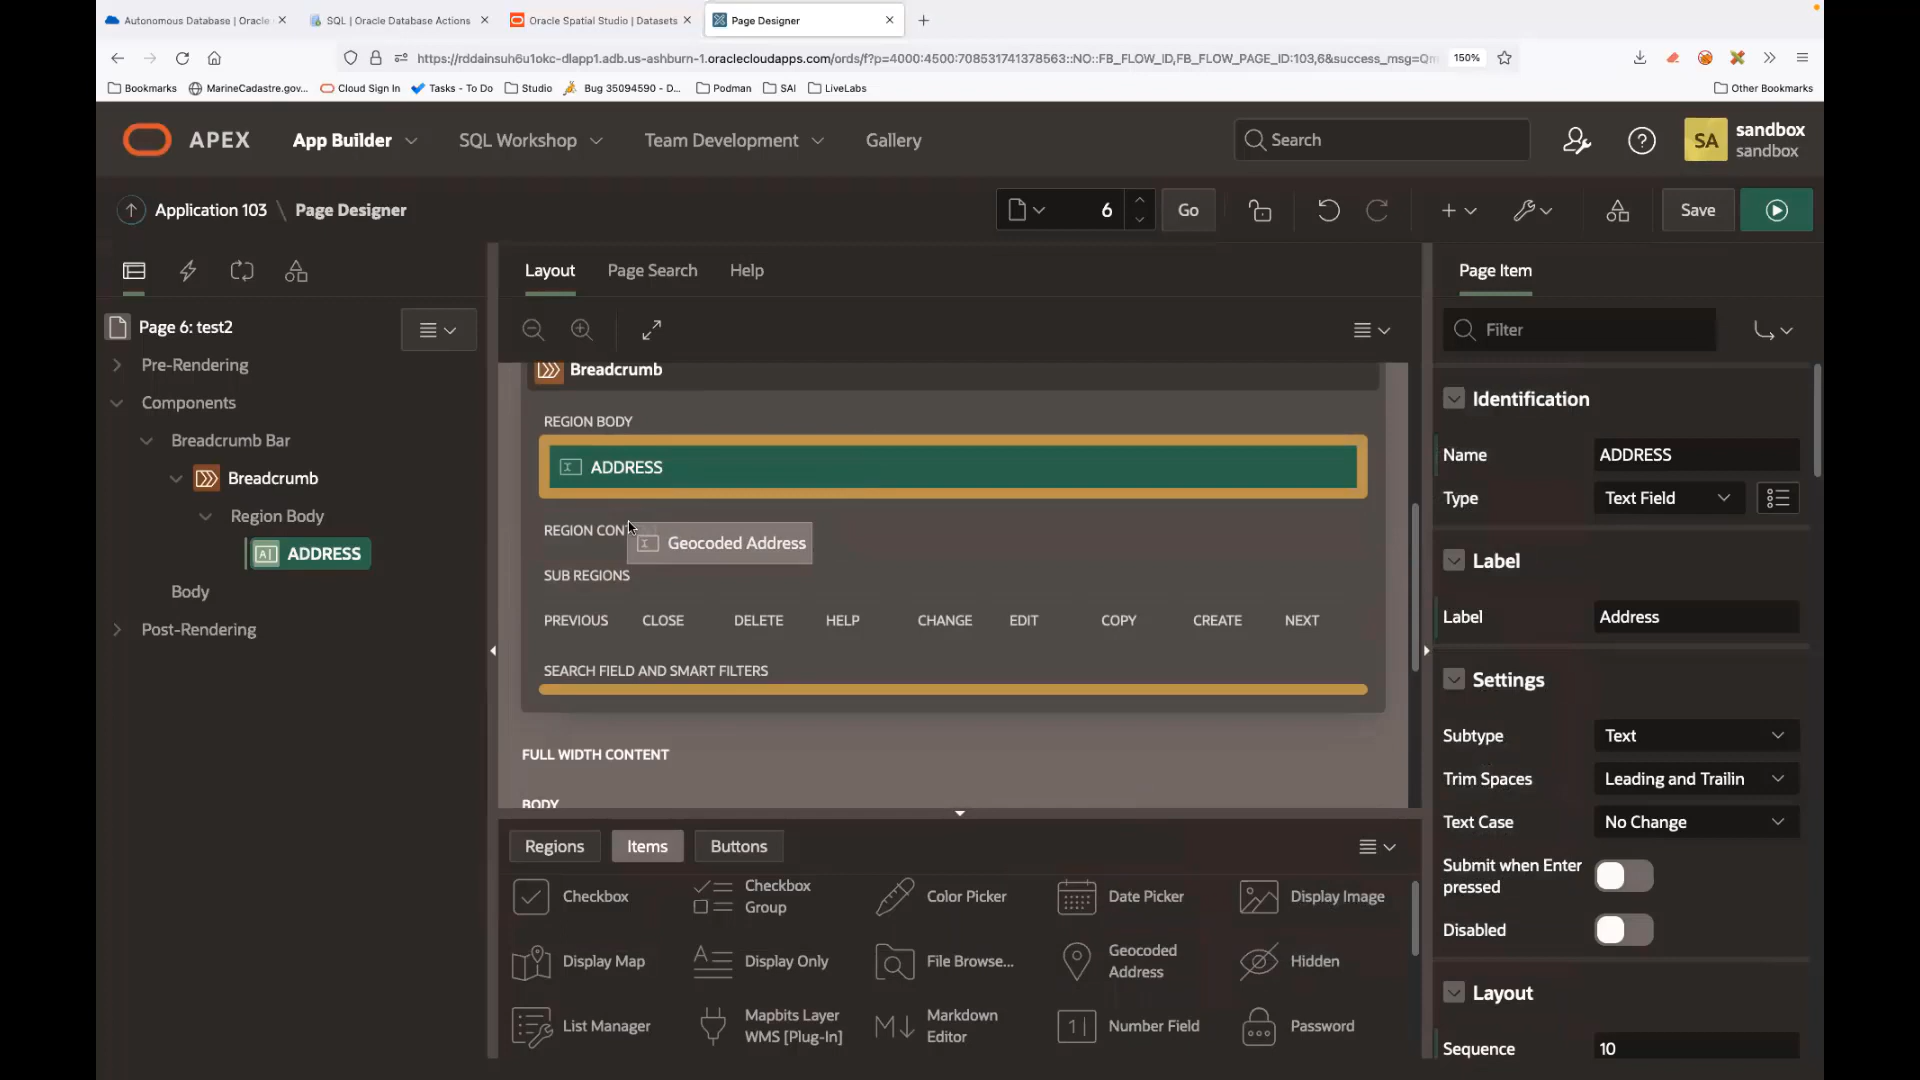 Autonomous Database | Oracle
SQL | Oracle Database Actions
Oracle Spatial Studio | Datasets
Page Designer
https://rddainsuh6u1okc-dlapp1.adb.us-ashburn-1.oraclecloudapps.com/ords/f?p=4000:4500:708531741378563::NO::FB_FLOW_ID,FB_FLOW_PAGE_ID:103,6&success_msg=Qm
150%
Bookmarks
MarineCadastre.gov...
Cloud Sign In
Tasks - To Do
Studio
Bug 35094590 - D...
Podman
SAI
LiveLabs
Other Bookmarks
APEX
App Builder
SQL Workshop
Team Development
Gallery
Search
SA
sandbox
sandbox
Application 103 \ Page Designer
6
Go
Save
Page 6: test2
Pre-Rendering
Components
Breadcrumb Bar
Breadcrumb
Region Body
ADDRESS
Body
Post-Rendering
Layout
Page Search
Help
Breadcrumb
REGION BODY
ADDRESS
REGION CON
Geocoded Address
SUB REGIONS
PREVIOUS
CLOSE
DELETE
HELP
CHANGE
EDIT
COPY
CREATE
NEXT
SEARCH FIELD AND SMART FILTERS
FULL WIDTH CONTENT
BODY
Regions
Items
Buttons
Checkbox
Checkbox
Group
Color Picker
Date Picker
Display Image
Display Map
Display Only
File Browse...
Geocoded
Address
Hidden
List Manager
Mapbits Layer
WMS [Plug-In]
Markdown
Editor
Number Field
Password
Page Item
Filter
Identification
Name
ADDRESS
Type
Text Field
Label
Label
Address
Settings
Subtype
Text
Trim Spaces
Leading and Trailin
Text Case
No Change
Submit when Enter
pressed
Disabled
Layout
Sequence
10